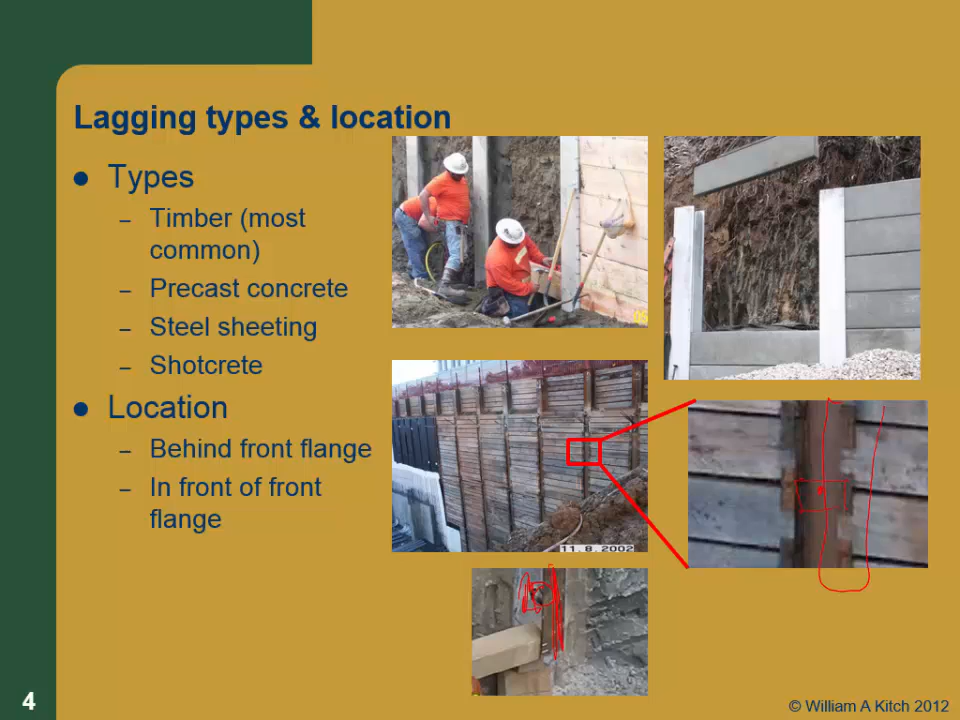 Lagging types & location
● Types
– Timber (most
common)
– Precast concrete
– Steel sheeting
– Shotcrete
● Location
– Behind front flange
– In front of front
flange
05
11.8.2002
4
© William A Kitch 2012